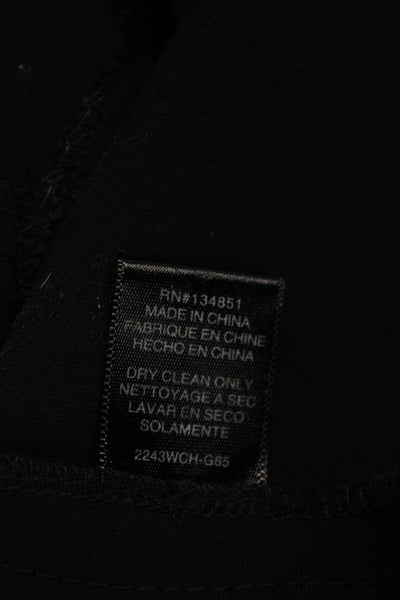 RN#134851
MADE IN CHINA
FABRIQUE EN CHINE
HECHO EN CHINA
DRY CLEAN ONLY
NETTOYAGE À SEC
LAVAR EN SECO
SOLAMENTE
2243WCH-G65